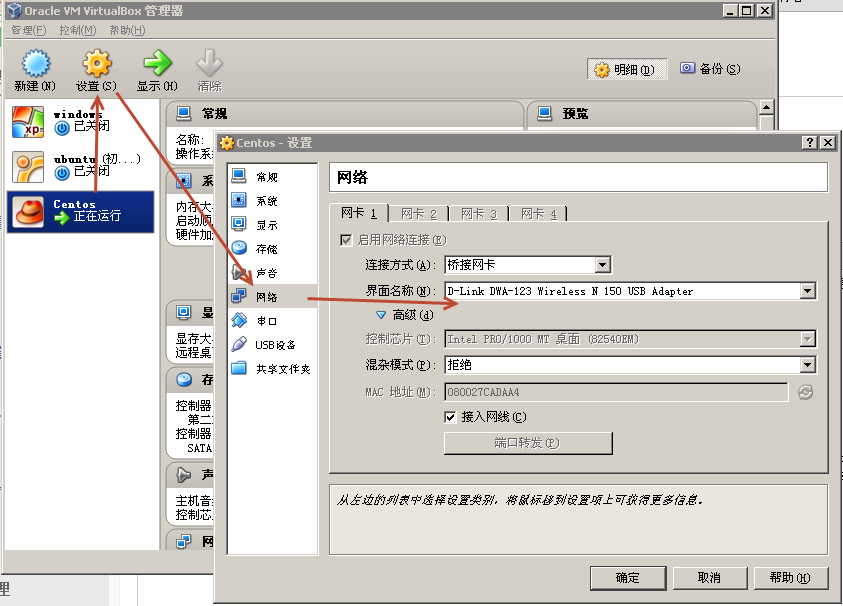 Oracle VM VirtualBox 管理器
管理(F) 控制(M) 帮助(H)
新建(N) 设置(S) 显示(H) 清除
明细(D) 备份(S)
windows
已关闭
ubuntu (初...)
已关闭
Centos
正在运行
常规
预览
名称:
操作系
系
内存大
启动顺
硬件加
显
显存大
远程桌
存
控制器
第二
控制器
SATA
声
主机音
控制芯
网
Centos - 设置
常规
系统
显示
存储
声音
网络
串口
USB设备
共享文件夹
网络
网卡 1 网卡 2 网卡 3 网卡 4
启用网络连接(E)
连接方式(A): 桥接网卡
界面名称(N): D-Link DWA-123 Wireless N 150 USB Adapter
高级(d)
控制芯片(T): Intel PRO/1000 MT 桌面 (82540EM)
混杂模式(P): 拒绝
MAC 地址(M): 080027CADAA4
接入网线(C)
端口转发(P)
从左边的列表中选择设置类别，将鼠标移到设置项上可获得更多信息。
确定 取消 帮助(H)
理